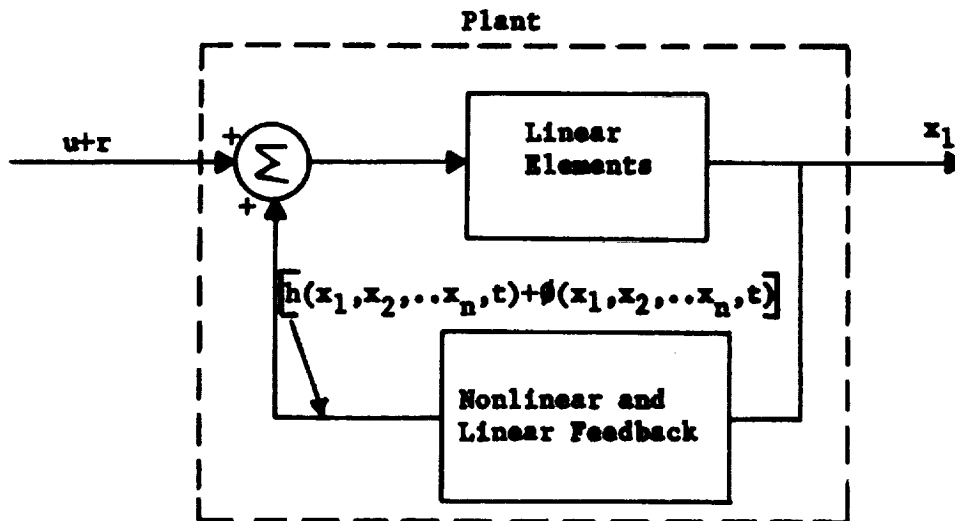 Plant
u+r
+
Σ
+
Linear
Elements
x₁
[h(x₁,x₂,..xₙ,t)+ø(x₁,x₂,..xₙ,t)]
Nonlinear and
Linear Feedback